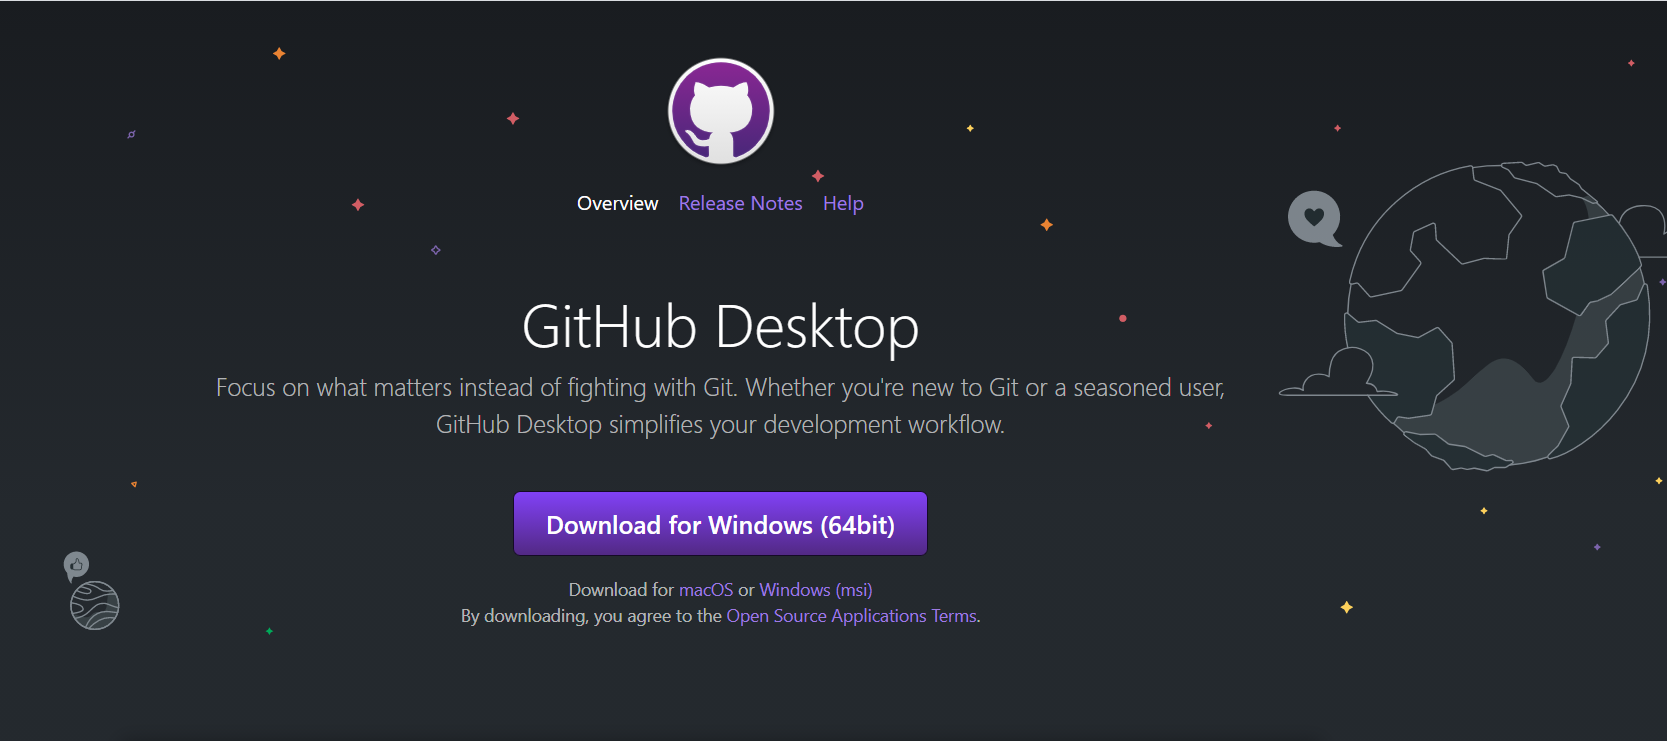 Overview Release Notes Help
GitHub Desktop
Focus on what matters instead of fighting with Git. Whether you're new to Git or a seasoned user,
GitHub Desktop simplifies your development workflow.
Download for Windows (64bit)
Download for macOS or Windows (msi)
By downloading, you agree to the Open Source Applications Terms.